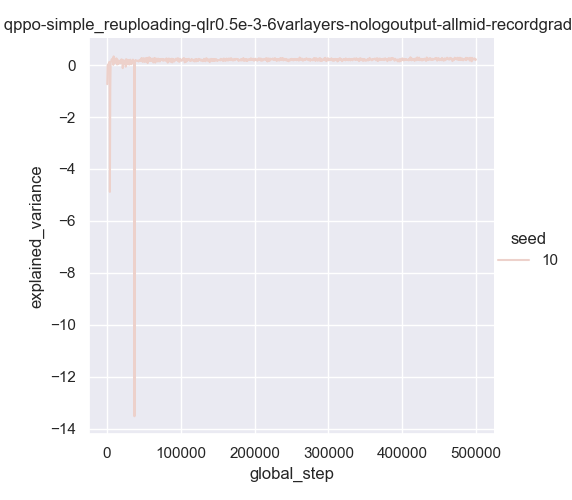 qppo-simple_reuploading-qlr0.5e-3-6varlayers-nologoutput-allmid-recordgrad
0
−2
−4
−6
−8
−10
−12
−14
explained_variance
0 100000 200000 300000 400000 500000
global_step
seed
10